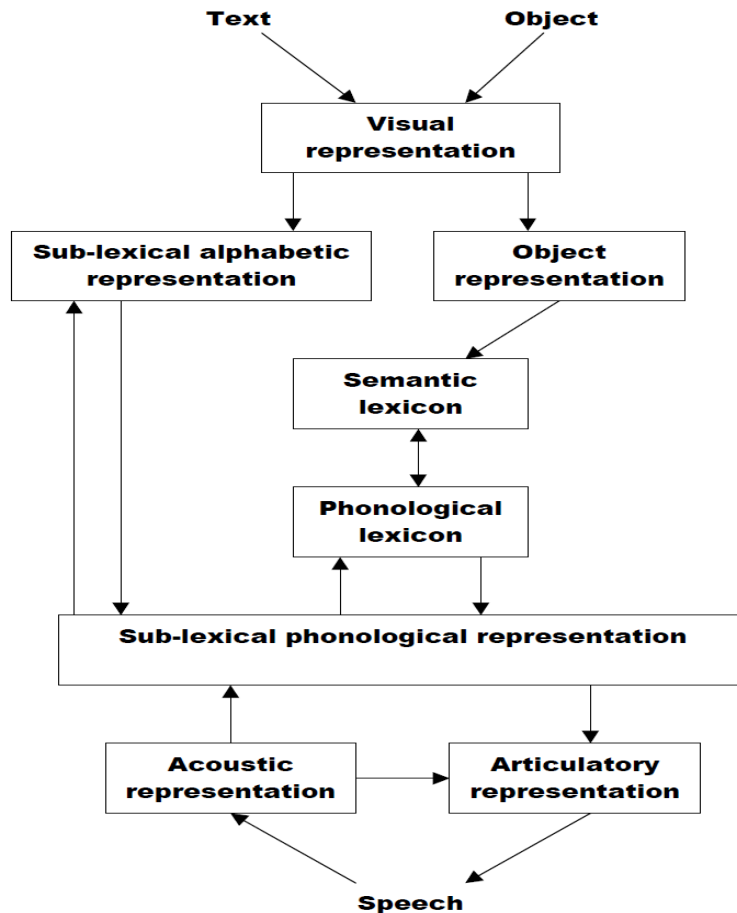 Text
Object
Visual
representation
Sub-lexical alphabetic
representation
Object
representation
Semantic
lexicon
Phonological
lexicon
Sub-lexical phonological representation
Acoustic
representation
Articulatory
representation
Speech